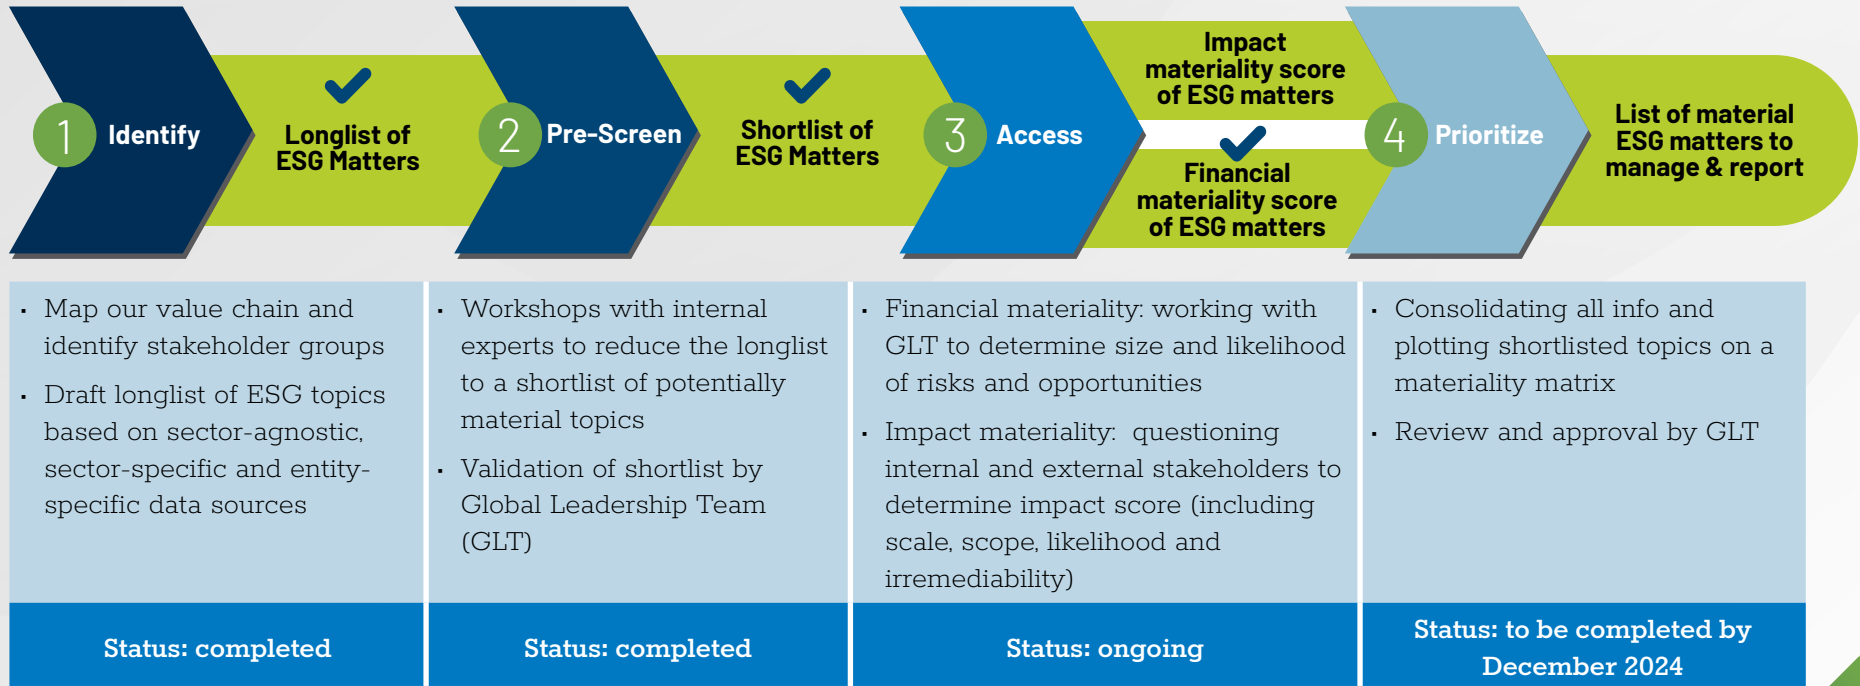 1 Identify
Longlist of
ESG Matters
2 Pre-Screen
Shortlist of
ESG Matters
3 Access
Impact
materiality score
of ESG matters
Financial
materiality score
of ESG matters
4 Prioritize
List of material
ESG matters to
manage & report
· Map our value chain and
identify stakeholder groups
· Draft longlist of ESG topics
based on sector-agnostic,
sector-specific and entity-
specific data sources
Status: completed
· Workshops with internal
experts to reduce the longlist
to a shortlist of potentially
material topics
· Validation of shortlist by
Global Leadership Team
(GLT)
Status: completed
· Financial materiality: working with
GLT to determine size and likelihood
of risks and opportunities
· Impact materiality: questioning
internal and external stakeholders to
determine impact score (including
scale, scope, likelihood and
irremediability)
Status: ongoing
· Consolidating all info and
plotting shortlisted topics on a
materiality matrix
· Review and approval by GLT
Status: to be completed by
December 2024